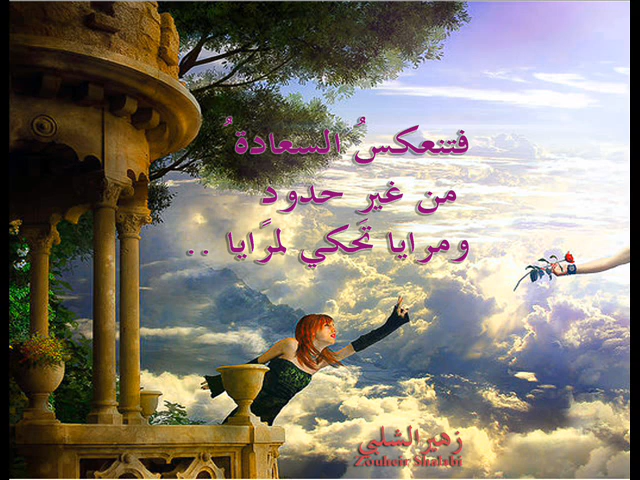 فتنعكسُ السعادةُ
من غيرِ حدودٍ
ومرايا تَحكي لمرَايا ..
زهير الشلبي
Zouheir Shalabi